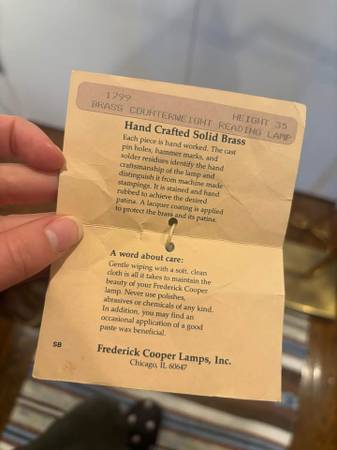 1799
HEIGHT 35
BRASS COUNTERWEIGHT READING LAMP
Hand Crafted Solid Brass
Each piece is hand worked. The cast
pin holes, hammer marks, and
solder residues identify the hand
craftsmanship of the lamp and
distinguish it from machine made
stampings. It is stained and hand
rubbed to achieve the desired
patina. A lacquer coating is applied
to protect the brass and its patina.
A word about care:
Gentle wiping with a soft, clean
cloth is all it takes to maintain the
beauty of your Frederick Cooper
lamp. Never use polishes,
abrasives or chemicals of any kind.
In addition, you may find an
occasional application of a good
paste wax beneficial.
SB
Frederick Cooper Lamps, Inc.
Chicago, IL 60647